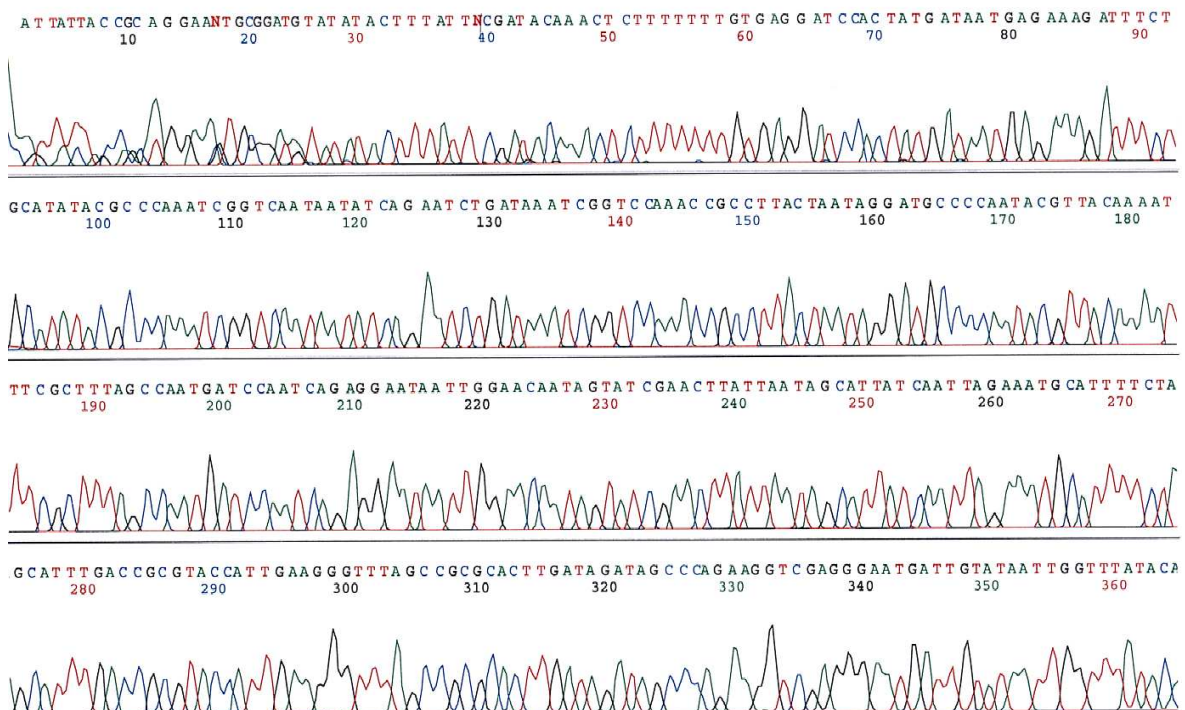 ATTATTACCGCAGGAANTGCGGATGTATATACTTTATTNCGATACAAACTCTTTTTTTGTGAGGATCCACTATGATAATGAGAAAGATTTCT
10 20 30 40 50 60 70 80 90
GCATATACGCCCAAATCGGTCAATAATATCAGAATCTGATAAATCGGTCCAAACCGCCTTACTAATAGGATGCCCCCAATACGTTACAAAAT
100 110 120 130 140 150 160 170 180
TTCGCTTTAGCCAATGATCCAATCAGAGGAATAATTGGAACAATAGTATCGAACTTATTAATAGCATTATCAATTAGAAATGCATTTTCTA
190 200 210 220 230 240 250 260 270
GCATTTGACCGCGTACCATTGAAGGGTTTAGCCGCGCACTTGATAGATAGCCCAGAAGGTCGAGGGAATGATTGTATAATTGGTTTATACA
280 290 300 310 320 330 340 350 360